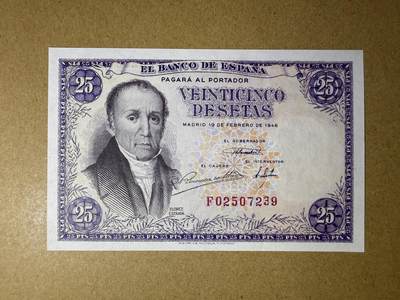 EL BANCO DE ESPAÑA
PAGARÁ AL PORTADOR
25 25
VEINTICINCO
PESETAS
MADRID 19 DE FEBRERO DE 1946
EL GOBERNADOR
EL CAJERO EL INTERVENTOR
F02507239
FLOREZ
ESTRADA
25 25